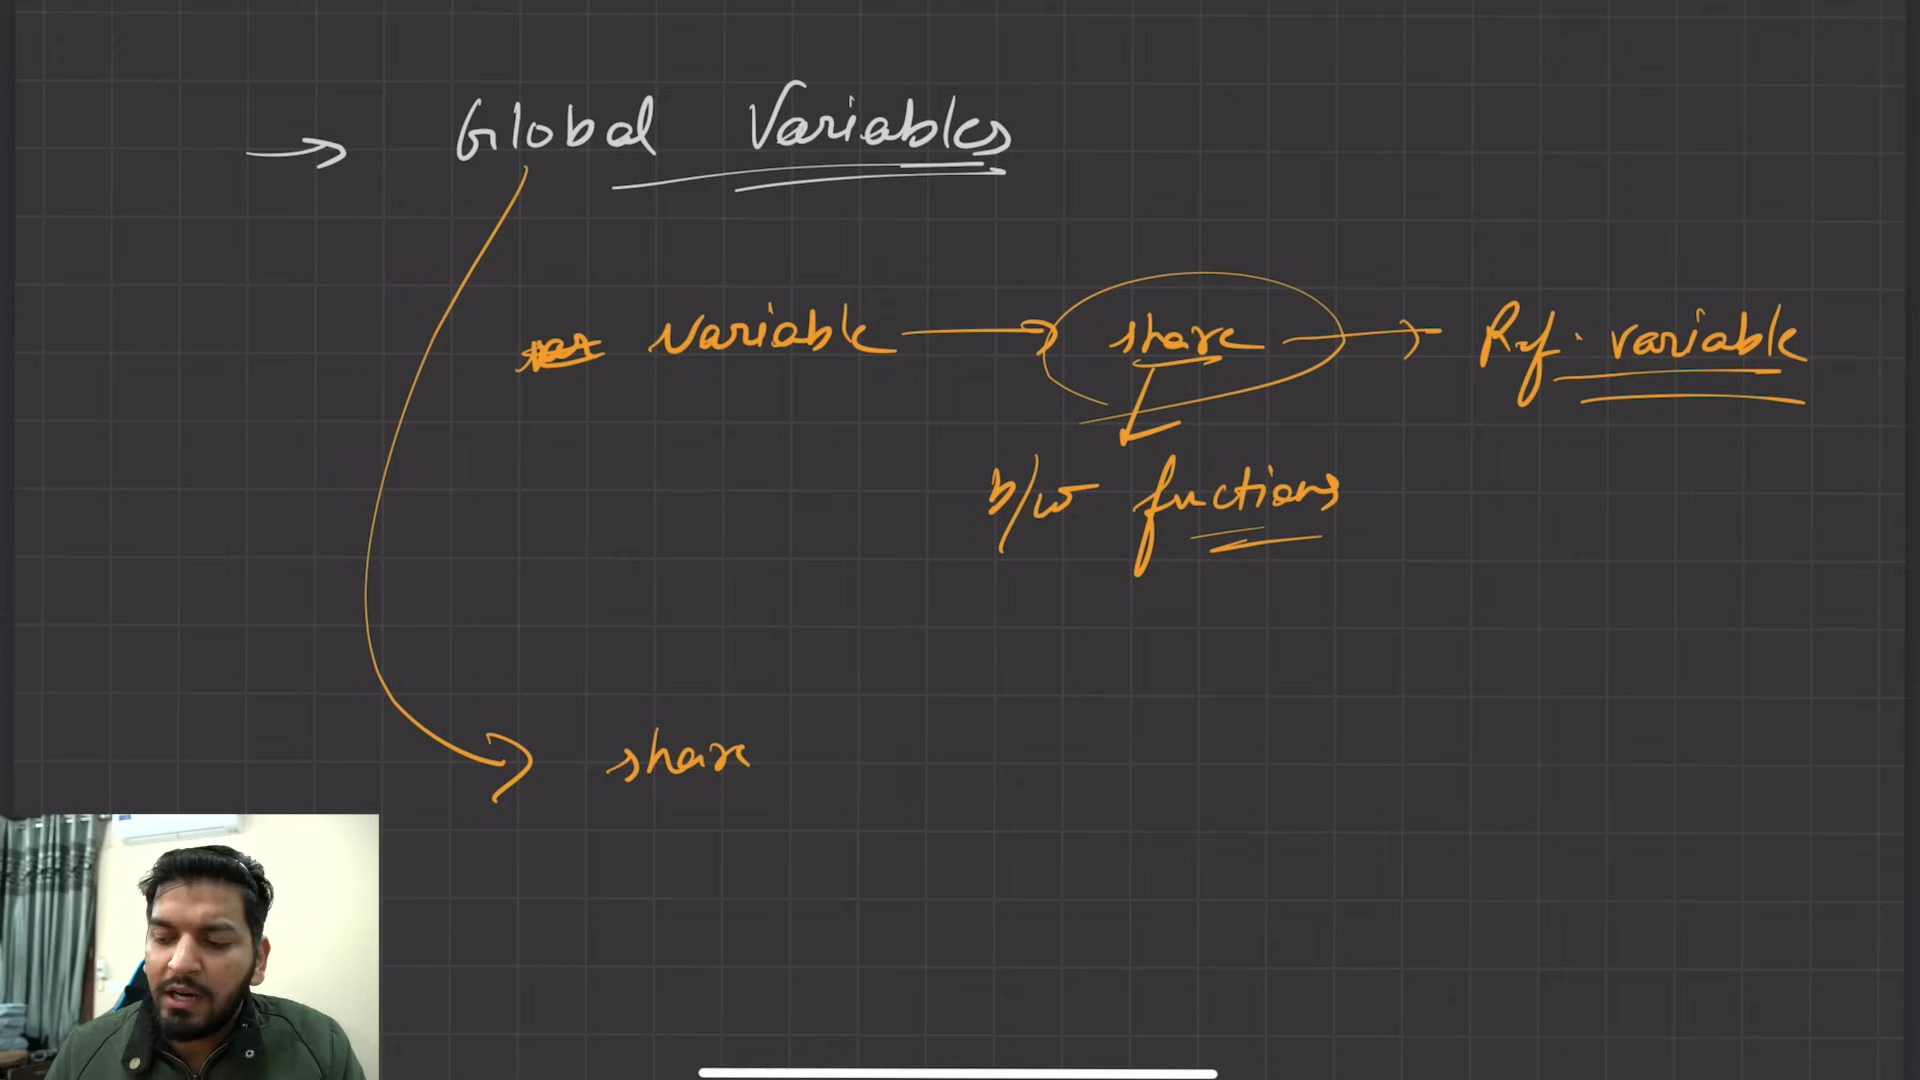 → Global Variables
variable → share → Ref. variable
b/w fuctions
share